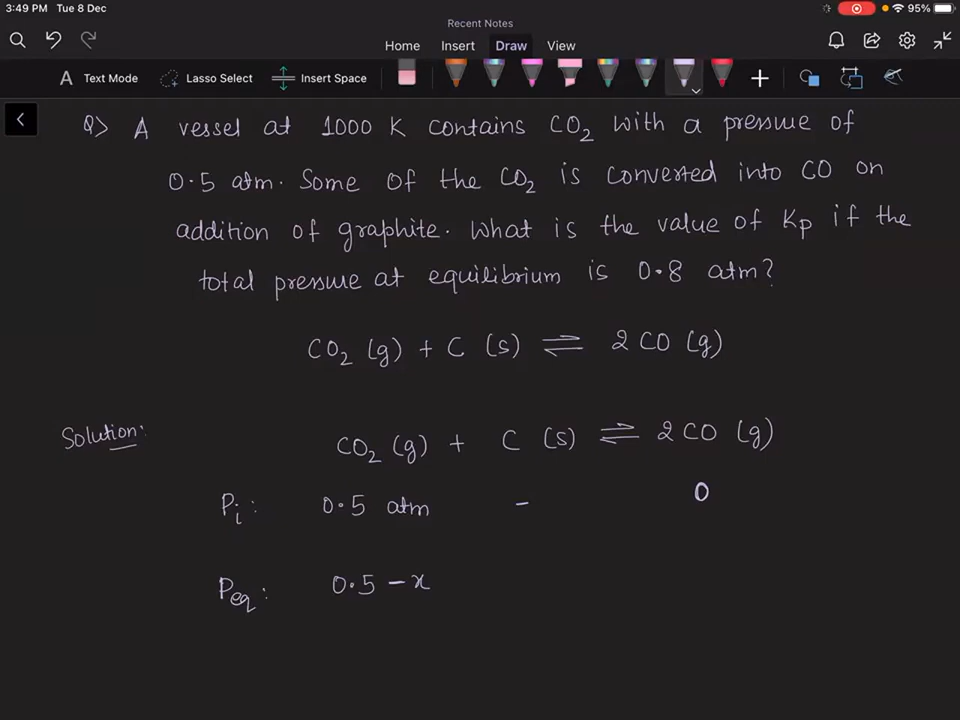 3:49 PM Tue 8 Dec
95%
Recent Notes
Home Insert Draw View
Text Mode Lasso Select Insert Space
Q> A vessel at 1000 K contains CO₂ with a pressure of
0.5 atm. Some of the CO₂ is converted into CO on
addition of graphite. What is the value of Kp if the
total pressure at equilibrium is 0.8 atm?
CO₂ (g) + C (s) ⇌ 2 CO (g)
Solution:
CO₂ (g) + C (s) ⇌ 2 CO (g)
Pi: 0.5 atm - 0
Peq: 0.5 - x